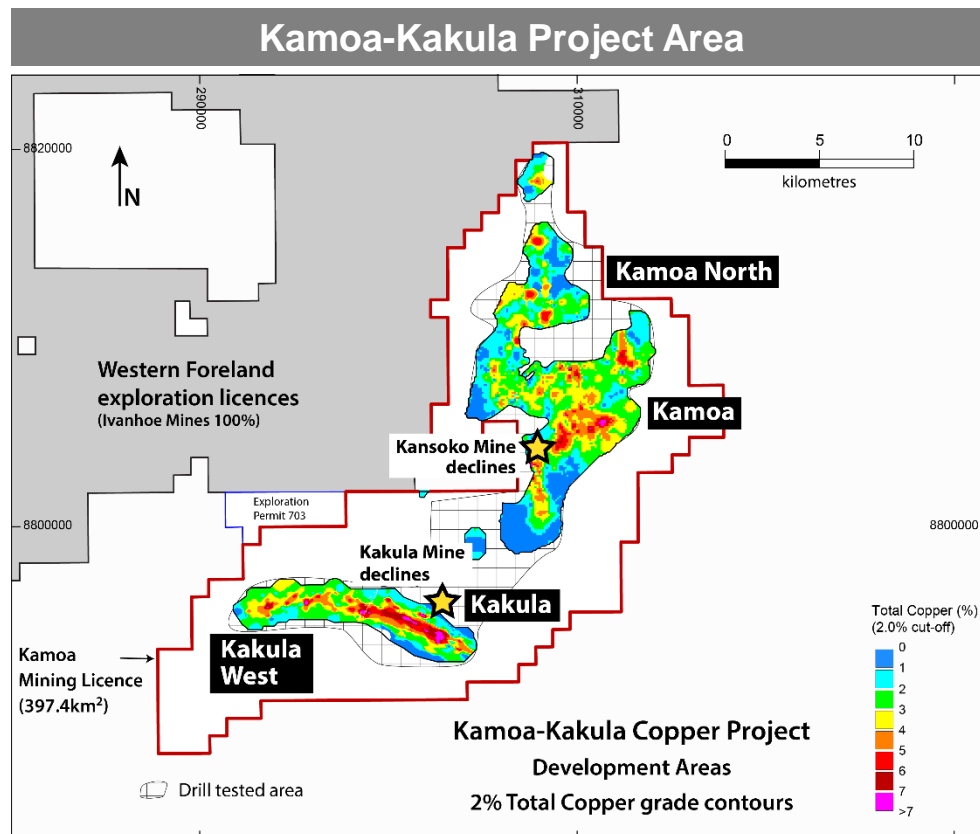 Kamoa-Kakula Project Area
290000
310000
8820000
N
0 5 10
kilometres
Kamoa North
Western Foreland
exploration licences
(Ivanhoe Mines 100%)
Kamoa
Kansoko Mine
declines
Exploration
Permit 703
8800000
8800000
Kakula Mine
declines
Kakula
Kakula
West
Kamoa
Mining Licence
(397.4km²)
Total Copper (%)
(2.0% cut-off)
0
1
2
3
4
5
6
7
>7
Kamoa-Kakula Copper Project
Development Areas
2% Total Copper grade contours
Drill tested area